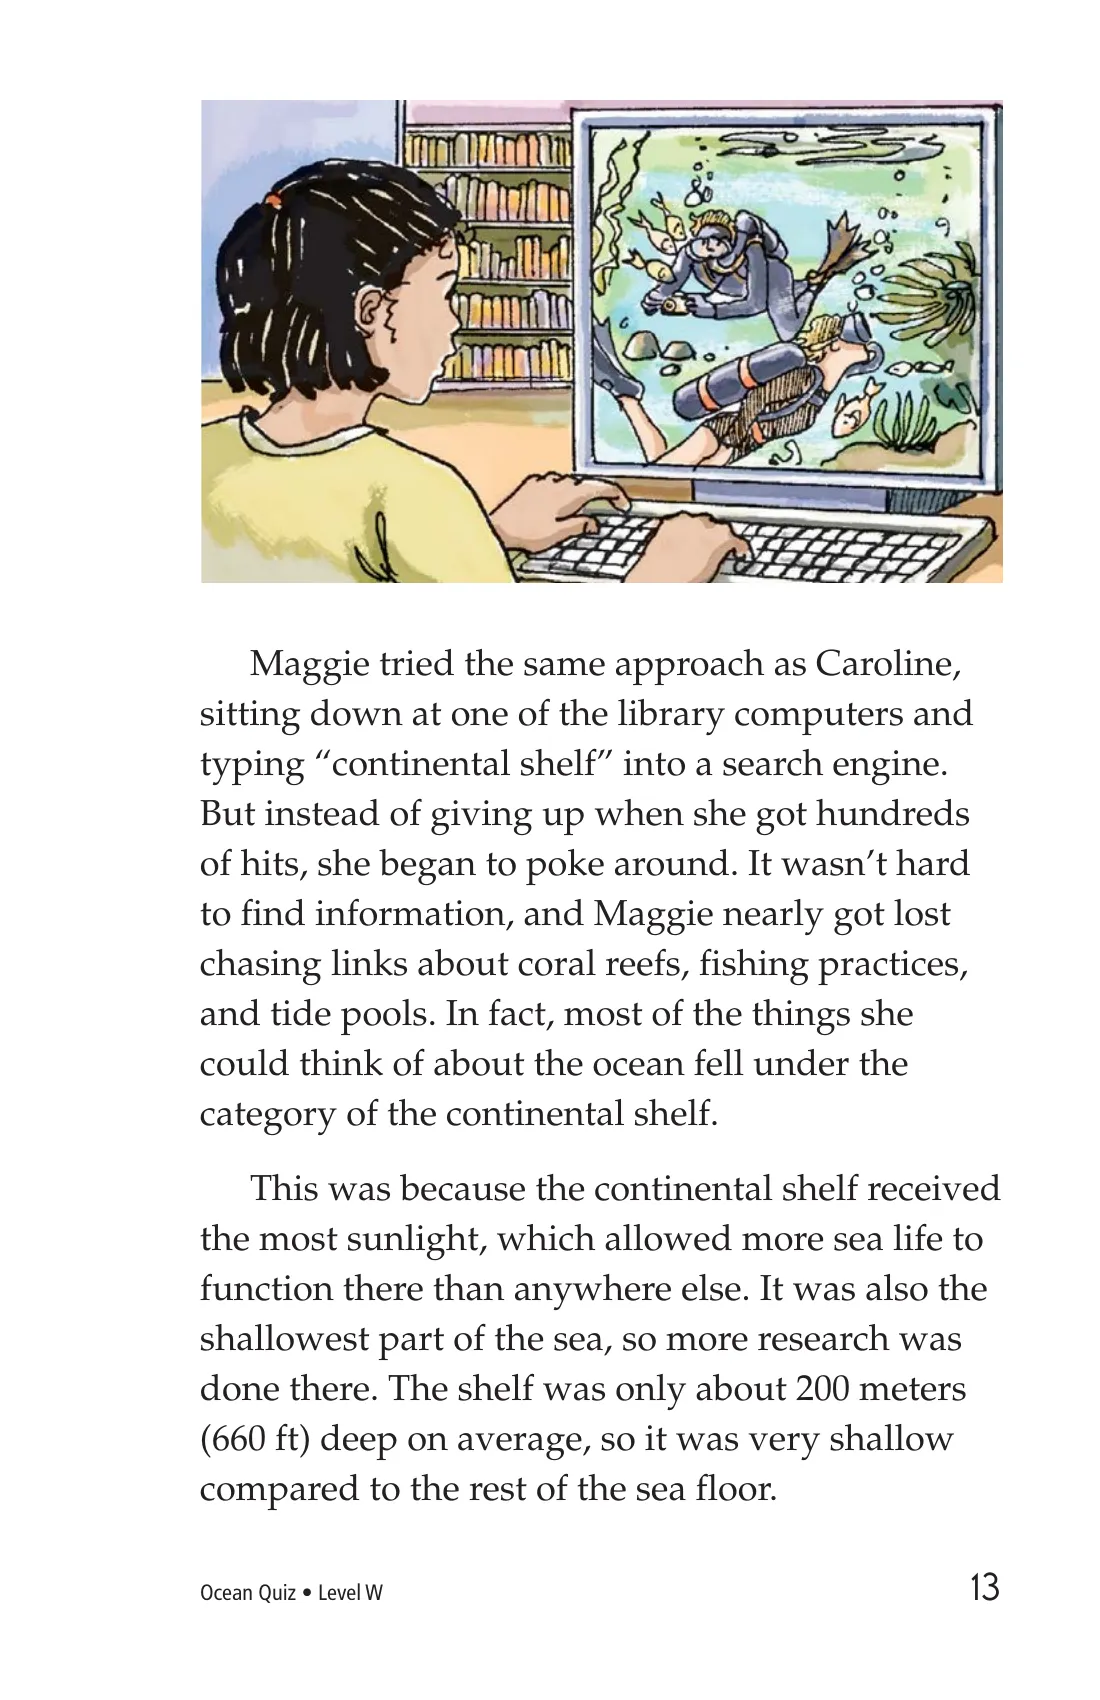 Maggie tried the same approach as Caroline,
sitting down at one of the library computers and
typing “continental shelf” into a search engine.
But instead of giving up when she got hundreds
of hits, she began to poke around. It wasn’t hard
to find information, and Maggie nearly got lost
chasing links about coral reefs, fishing practices,
and tide pools. In fact, most of the things she
could think of about the ocean fell under the
category of the continental shelf.
This was because the continental shelf received
the most sunlight, which allowed more sea life to
function there than anywhere else. It was also the
shallowest part of the sea, so more research was
done there. The shelf was only about 200 meters
(660 ft) deep on average, so it was very shallow
compared to the rest of the sea floor.
Ocean Quiz • Level W
13